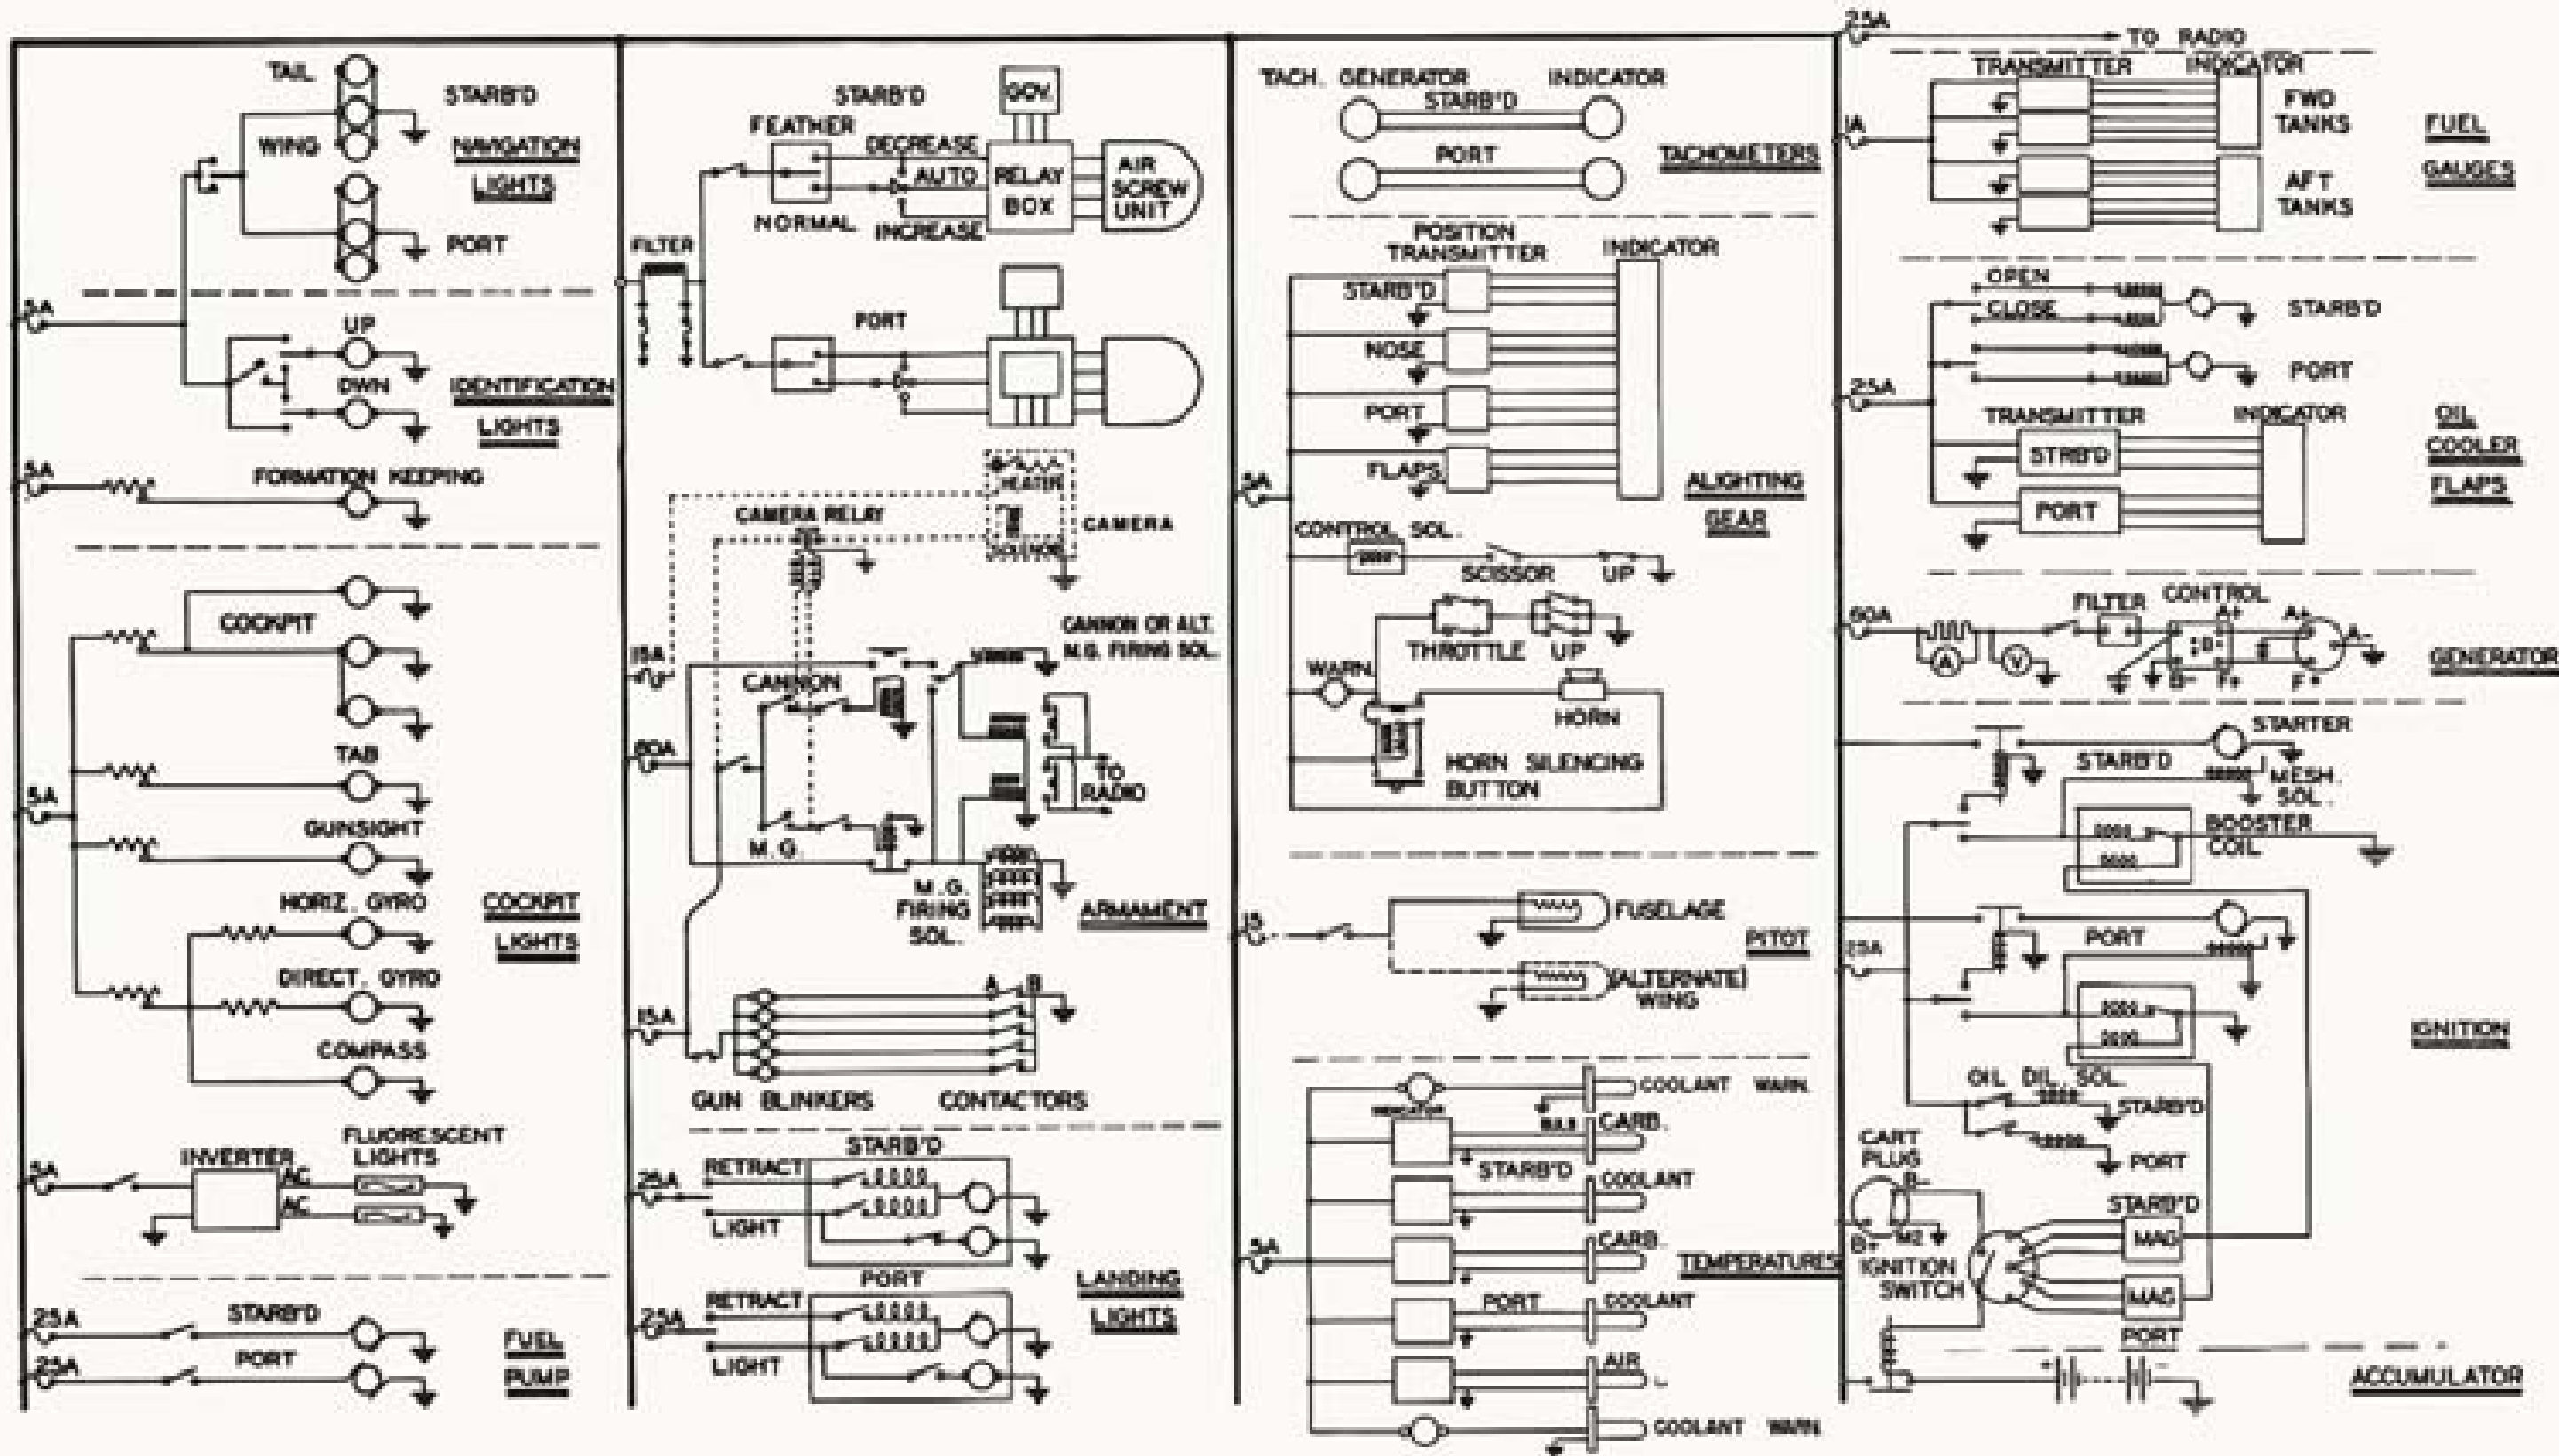 TAIL
STARB'D
WING
NAVIGATION
LIGHTS
PORT
5A
UP
DWN
IDENTIFICATION
LIGHTS
5A
FORMATION KEEPING
COCKPIT
TAB
5A
GUNSIGHT
HORIZ. GYRO
COCKPIT
LIGHTS
DIRECT. GYRO
COMPASS
FLUORESCENT
LIGHTS
INVERTER
5A
AC
AC
25A
STARB'D
FUEL
PUMP
25A
PORT
STARB'D
GOV.
FEATHER
DECREASE
AUTO
RELAY
BOX
AIR
SCREW
UNIT
NORMAL
INCREASE
FILTER
PORT
HEATER
CAMERA RELAY
CAMERA
SOLENOID
CANNON OR ALT.
M.G. FIRING SOL.
15A
CANNON
60A
TO
RADIO
M.G.
M.G.
FIRING
SOL.
ARMAMENT
A
B
15A
GUN BLINKERS
CONTACTORS
STARB'D
RETRACT
25A
LIGHT
PORT
LANDING
LIGHTS
RETRACT
25A
LIGHT
TACH. GENERATOR
INDICATOR
STARB'D
PORT
TACHOMETERS
POSITION
TRANSMITTER
INDICATOR
STARB'D
NOSE
PORT
FLAPS
5A
ALIGHTING
GEAR
CONTROL SOL.
SCISSOR
UP
THROTTLE
UP
WARN.
HORN
HORN SILENCING
BUTTON
15
FUSELAGE
PITOT
(ALTERNATE)
WING
COOLANT WARN.
INDICATOR
BULB
CARB.
STARB'D
COOLANT
CARB.
5A
TEMPERATURES
PORT
COOLANT
AIR
COOLANT WARN.
25A
TO RADIO
TRANSMITTER
INDICATOR
FWD
TANKS
1A
FUEL
GAUGES
AFT
TANKS
OPEN
CLOSE
STARB'D
PORT
25A
TRANSMITTER
INDICATOR
STRB'D
PORT
OIL
COOLER
FLAPS
60A
FILTER
CONTROL
A+
A+
A-
A
V
B
B-
F+
F+
GENERATOR
STARTER
STARB'D
MESH.
SOL.
BOOSTER
COIL
PORT
25A
IGNITION
OIL DIL. SOL.
STARB'D
PORT
CART
PLUG
B-
B+
M2
IGNITION
SWITCH
STARB'D
MAG
MAG
PORT
ACCUMULATOR